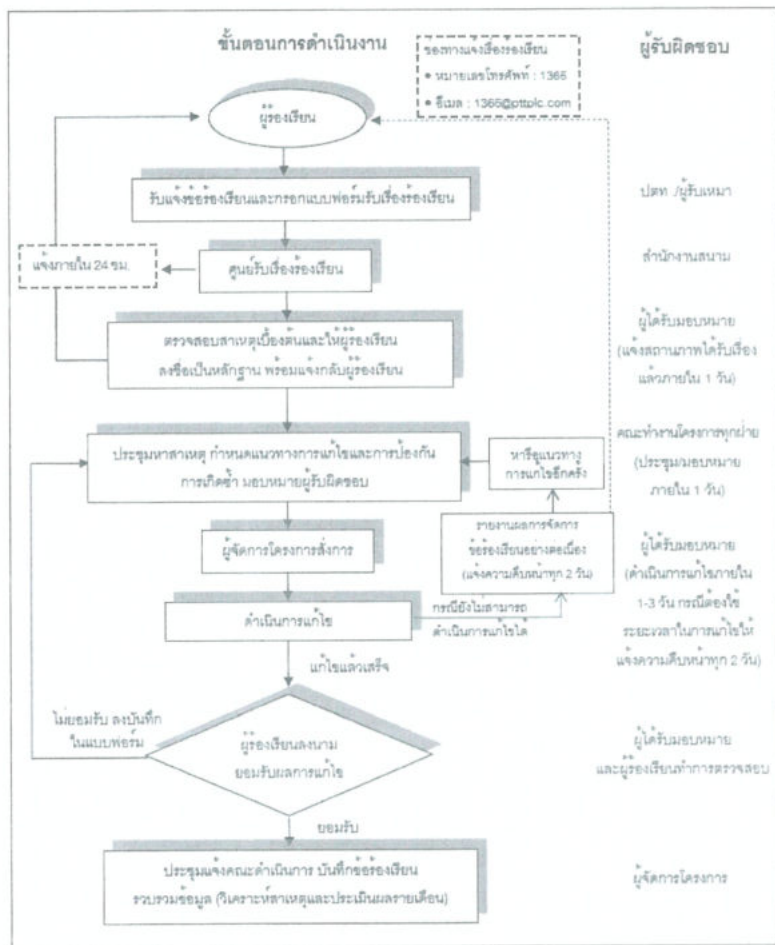 ขั้นตอนการดำเนินงาน
ช่องทางแจ้งเรื่องร้องเรียน
• หมายเลขโทรศัพท์ : 1365
• อีเมล : 1365@pttplc.com
ผู้รับผิดชอบ
ผู้ร้องเรียน
รับแจ้งข้อร้องเรียนและกรอกแบบฟอร์มรับเรื่องร้องเรียน
ปตท./ผู้รับเหมา
แจ้งภายใน 24 ชม.
ศูนย์รับเรื่องร้องเรียน
สำนักงานสนาม
ตรวจสอบสาเหตุเบื้องต้นและให้ผู้ร้องเรียน
ลงชื่อเป็นหลักฐาน พร้อมแจ้งกลับผู้ร้องเรียน
ผู้ได้รับมอบหมาย
(แจ้งสถานภาพได้รับเรื่อง
แล้วภายใน 1 วัน)
ประชุมหาสาเหตุ กำหนดแนวทางการแก้ไขและการป้องกัน
การเกิดซ้ำ มอบหมายผู้รับผิดชอบ
หารือแนวทาง
การแก้ไขอีกครั้ง
คณะทำงานโครงการทุกฝ่าย
(ประชุม/มอบหมาย
ภายใน 1 วัน)
ผู้จัดการโครงการสั่งการ
รายงานผลการจัดการ
ข้อร้องเรียนอย่างต่อเนื่อง
(แจ้งความคืบหน้าทุก 2 วัน)
ดำเนินการแก้ไข
กรณียังไม่สามารถ
ดำเนินการแก้ไขได้
ผู้ได้รับมอบหมาย
(ดำเนินการแก้ไขภายใน
1-3 วัน กรณีต้องใช้
ระยะเวลาในการแก้ไขให้
แจ้งความคืบหน้าทุก 2 วัน)
แก้ไขแล้วเสร็จ
ไม่ยอมรับ ลงบันทึก
ในแบบฟอร์ม
ผู้ร้องเรียนลงนาม
ยอมรับผลการแก้ไข
ผู้ได้รับมอบหมาย
และผู้ร้องเรียนทำการตรวจสอบ
ยอมรับ
ประชุมแจ้งคณะดำเนินการ บันทึกข้อร้องเรียน
รวบรวมข้อมูล (วิเคราะห์สาเหตุและประเมินผลรายเดือน)
ผู้จัดการโครงการ